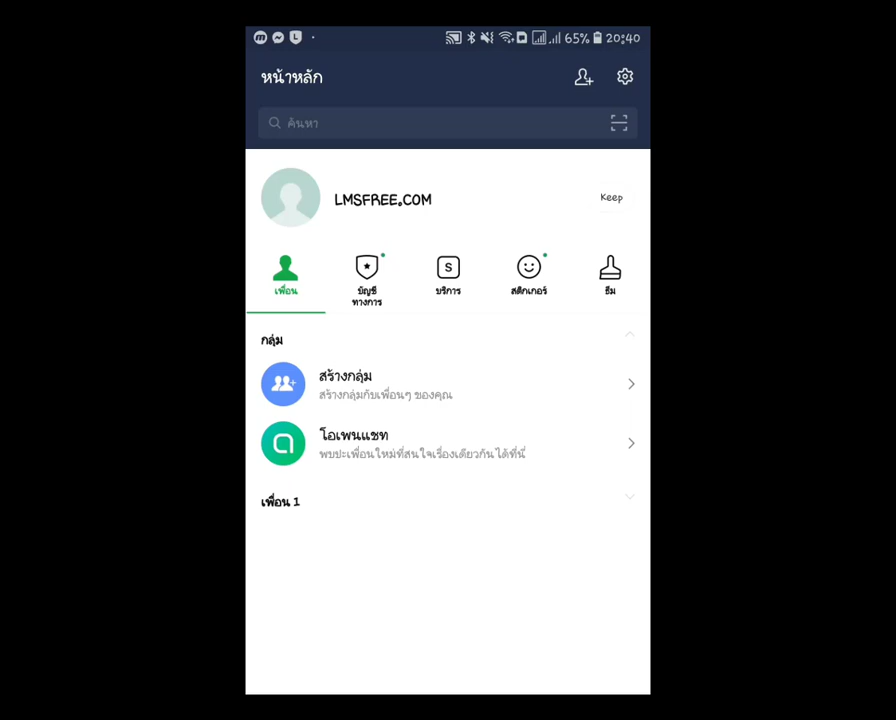 65% 20:40
หน้าหลัก
ค้นหา
LMSFREE.COM
Keep
เพื่อน
บัญชี
ทางการ
บริการ
สติกเกอร์
ธีม
กลุ่ม
สร้างกลุ่ม
สร้างกลุ่มกับเพื่อนๆ ของคุณ
โอเพนแชท
พบปะเพื่อนใหม่ที่สนใจเรื่องเดียวกันได้ที่นี่
เพื่อน 1